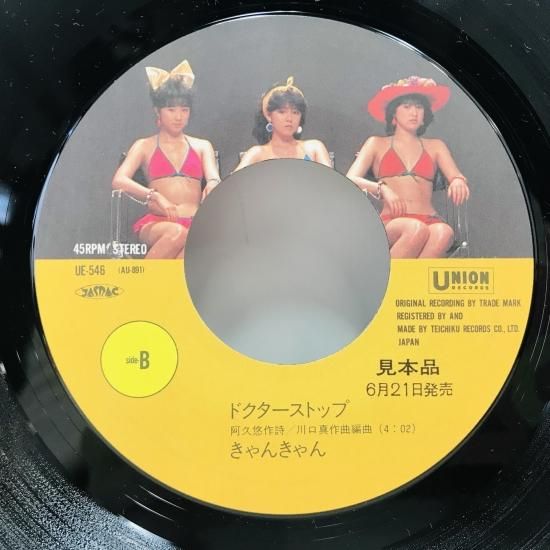 45RPM/STEREO
UE-546 (AU-891)
JASRAC
UNION
RECORDS
ORIGINAL RECORDING BY TRADE MARK
REGISTERED BY AND
MADE BY TEICHIKU RECORDS CO., LTD.
JAPAN
side-B
見本品
6月21日発売
ドクターストップ
阿久悠作詩/川口真作曲編曲(4:02)
きゃんきゃん